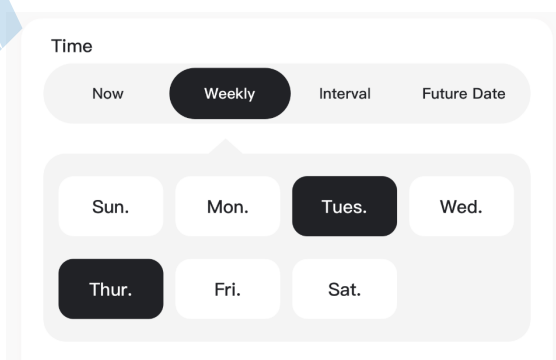 Time
Now Weekly Interval Future Date
Sun. Mon. Tues. Wed.
Thur. Fri. Sat.